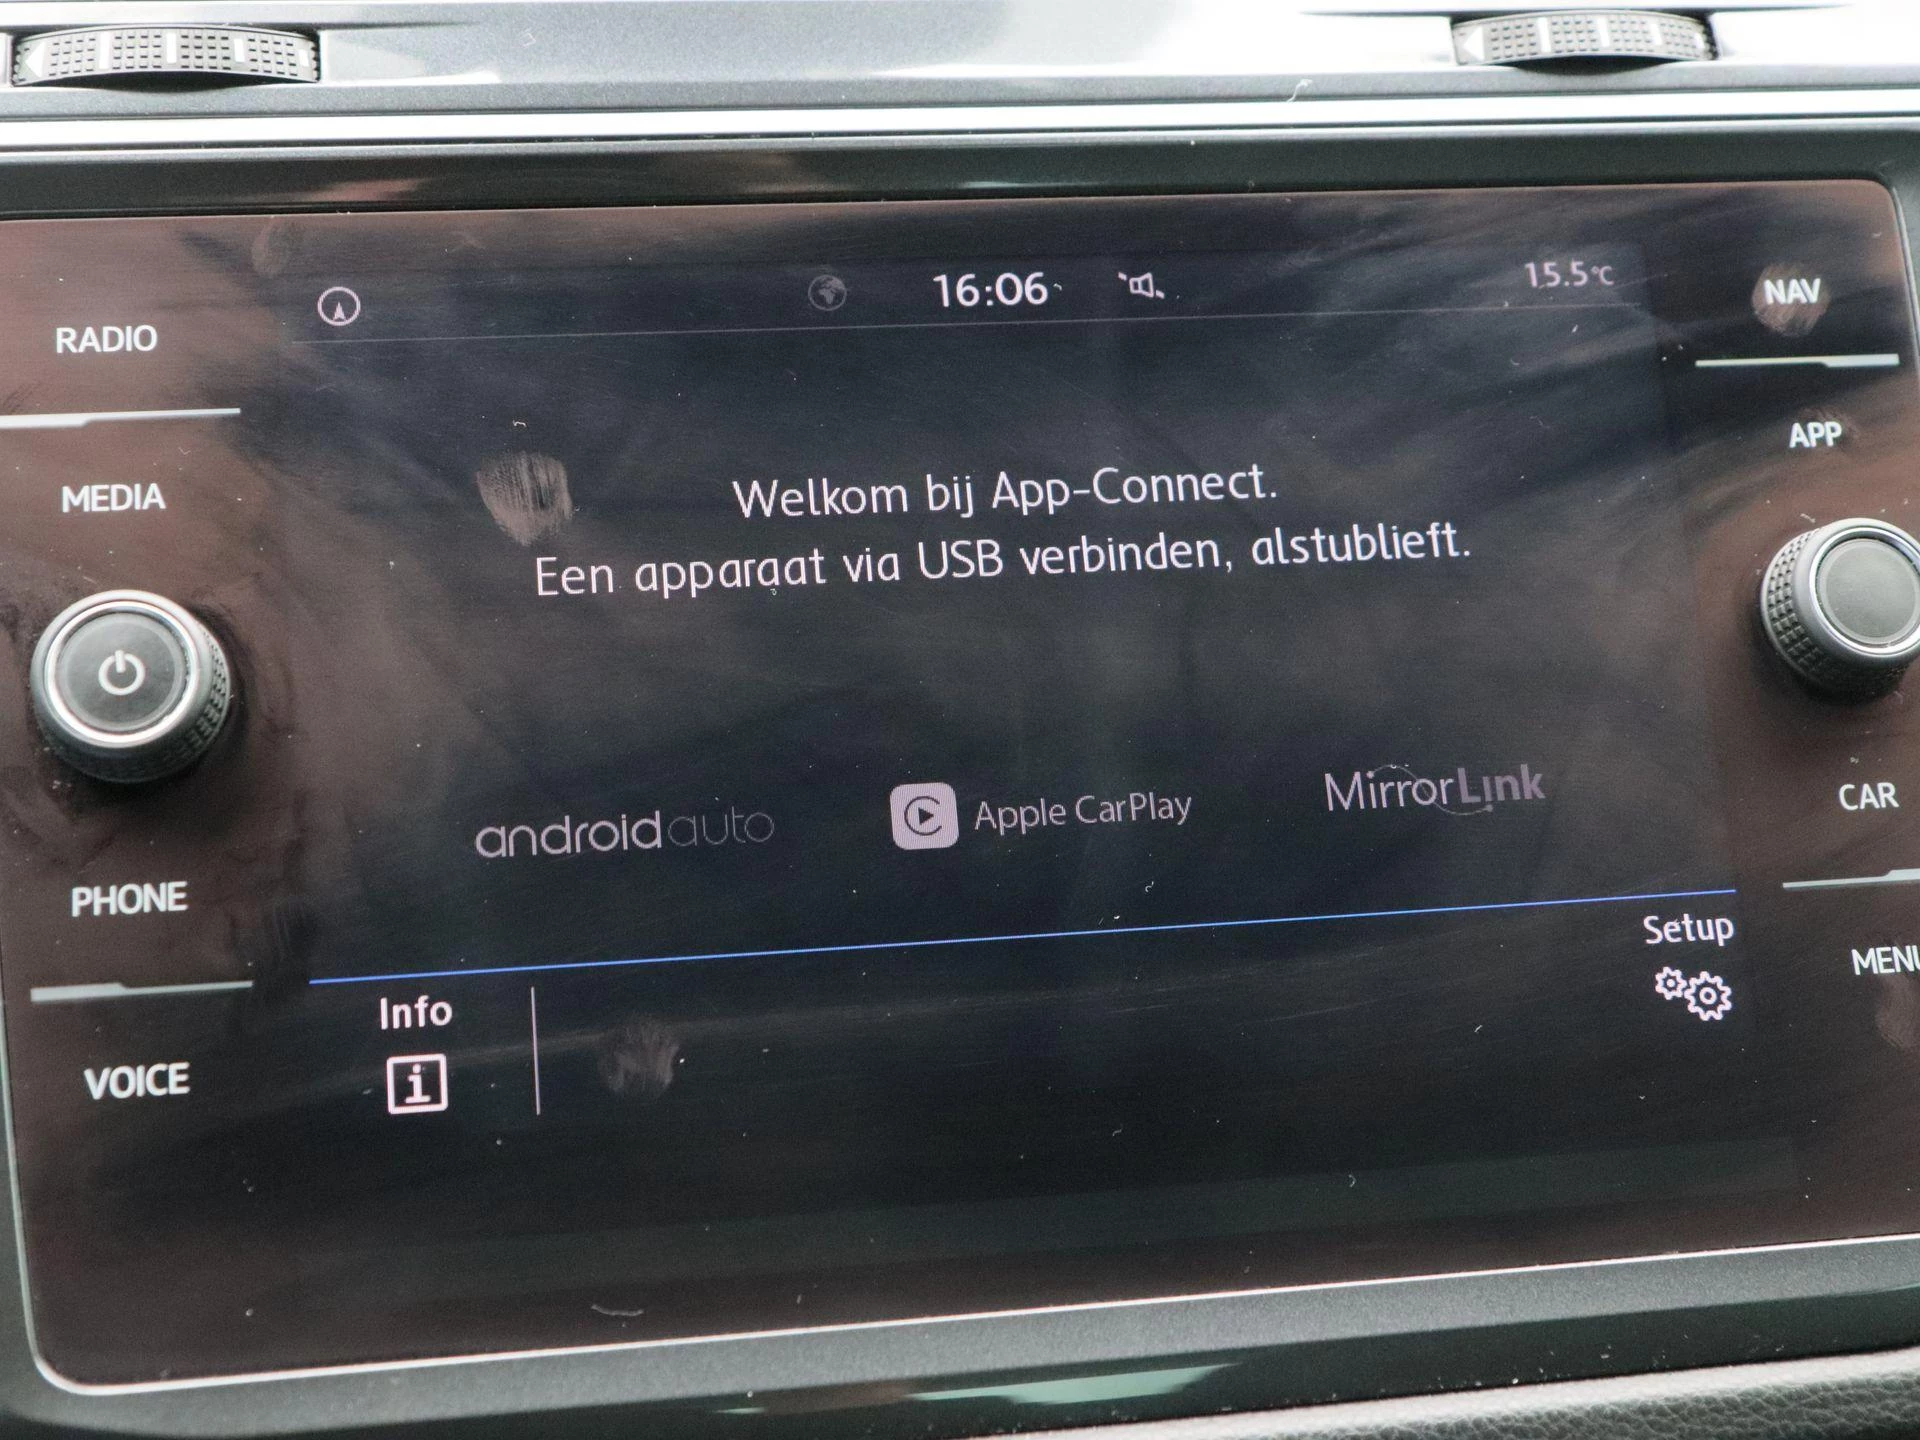 16:06
15.5°C
NAV
RADIO
APP
MEDIA
Welkom bij App-Connect.
Een apparaat via USB verbinden, alstublieft.
androidauto
Apple CarPlay
MirrorLink
CAR
PHONE
Setup
MENU
Info
VOICE